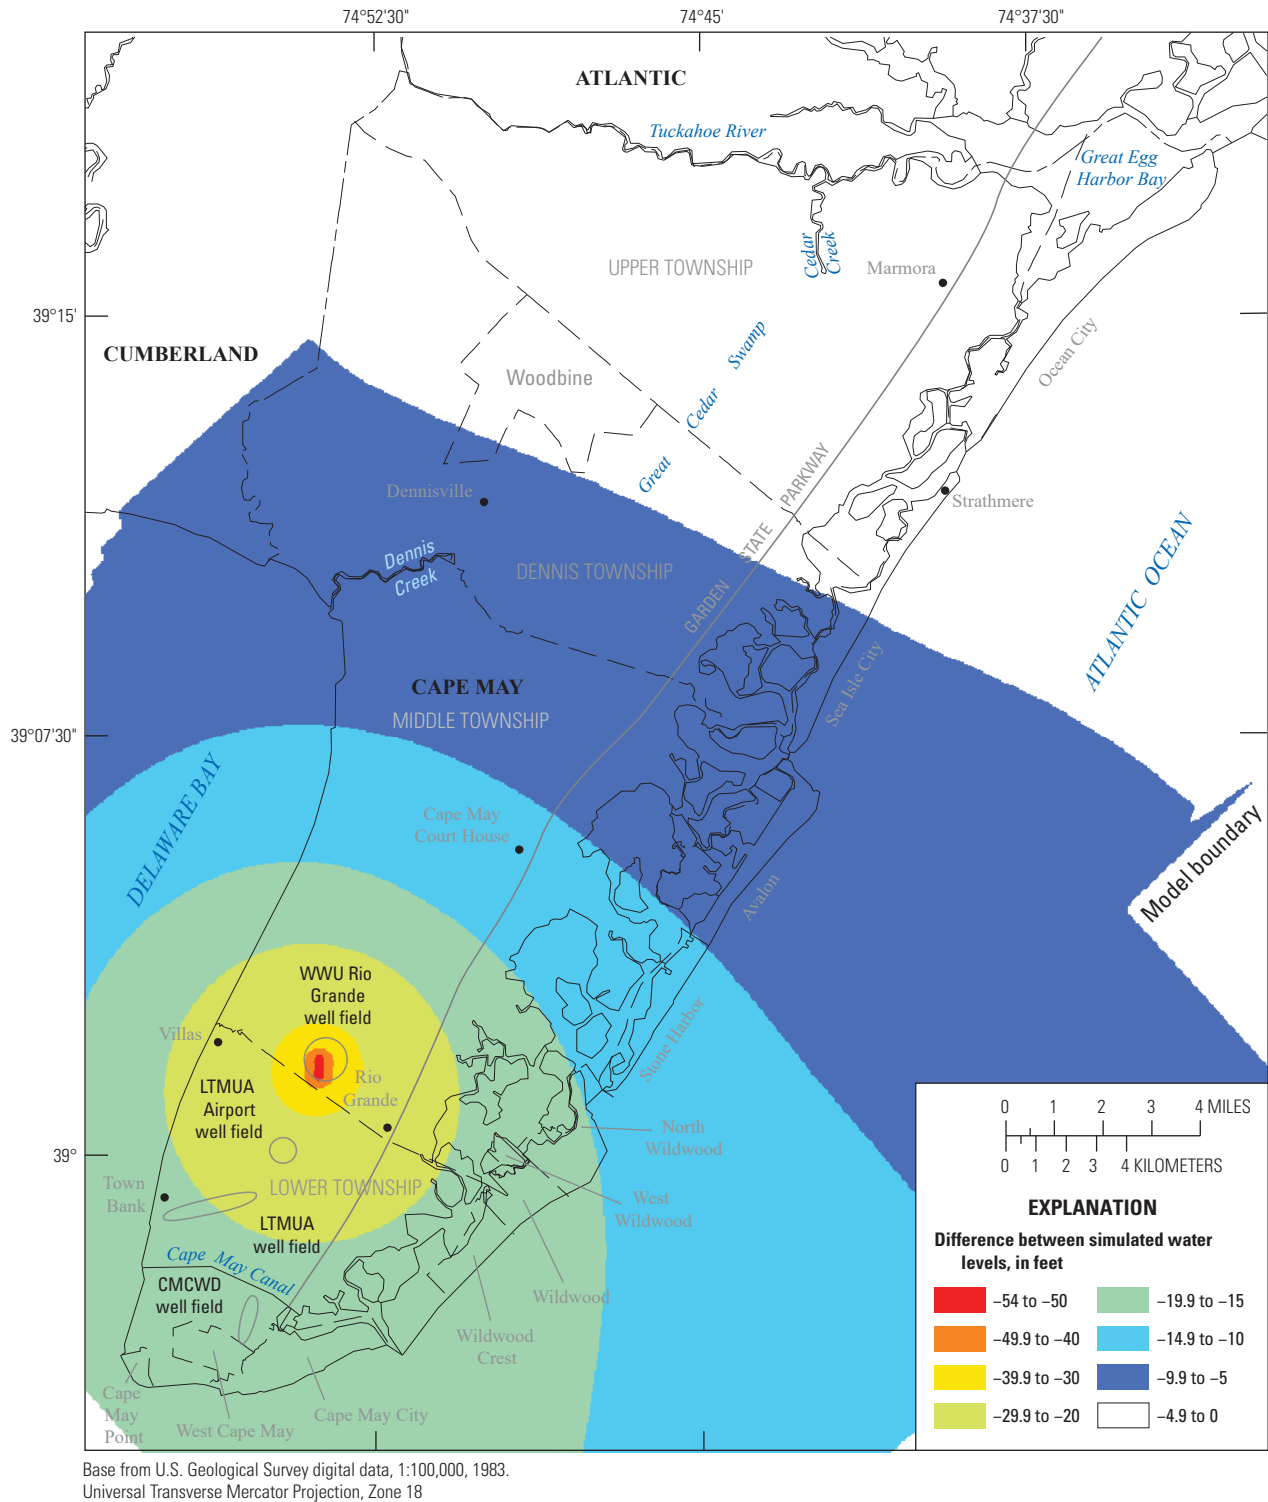 74°52'30"
74°45'
74°37'30"
ATLANTIC
Tuckahoe River
Great Egg
Harbor Bay
Cedar
Creek
UPPER TOWNSHIP
Marmora
39°15'
CUMBERLAND
Woodbine
Great Cedar Swamp
Ocean City
Dennisville
Strathmere
GARDEN STATE PARKWAY
Dennis
Creek
DENNIS TOWNSHIP
ATLANTIC OCEAN
Sea Isle City
CAPE MAY
MIDDLE TOWNSHIP
39°07'30"
DELAWARE BAY
Cape May
Court House
Model boundary
Avalon
WWU Rio
Grande
well field
Stone Harbor
Villas
Rio
Grande
LTMUA
Airport
well field
North
Wildwood
39°
Town
Bank
LOWER TOWNSHIP
West
Wildwood
LTMUA
well field
Cape May Canal
CMCWD
well field
Wildwood
Wildwood
Crest
Cape
May
Point
West Cape May
Cape May City
0 1 2 3 4 MILES
0 1 2 3 4 KILOMETERS
EXPLANATION
Difference between simulated water
levels, in feet
−54 to −50
−49.9 to −40
−39.9 to −30
−29.9 to −20
−19.9 to −15
−14.9 to −10
−9.9 to −5
−4.9 to 0
Base from U.S. Geological Survey digital data, 1:100,000, 1983.
Universal Transverse Mercator Projection, Zone 18